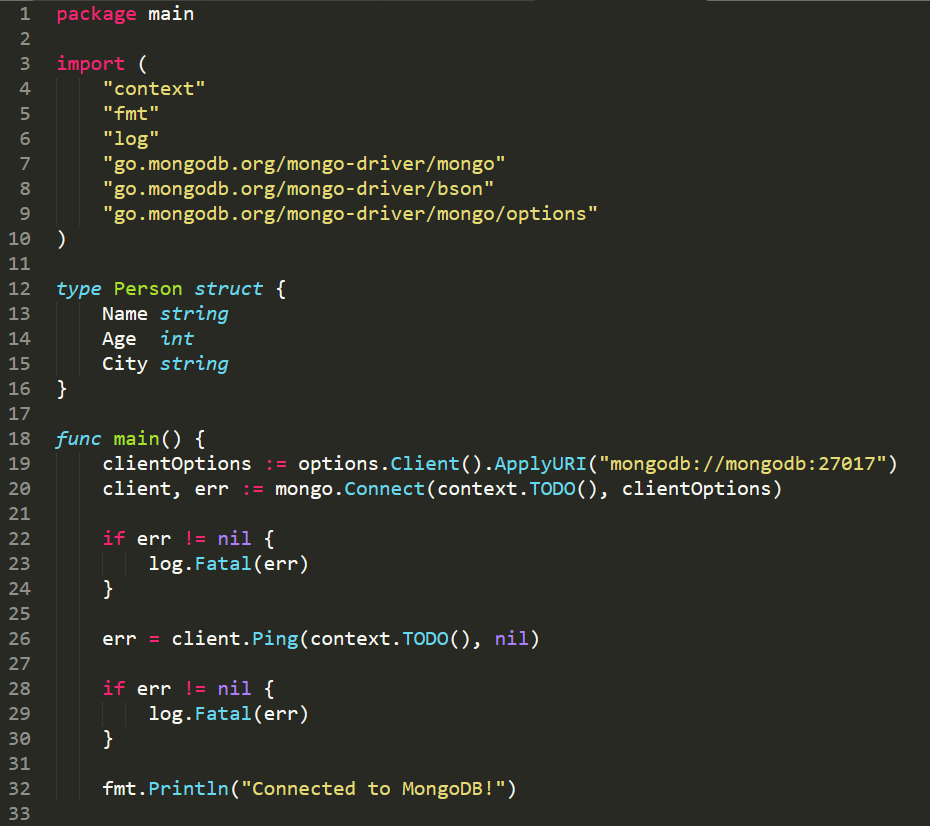 1 package main
2
3 import (
4     "context"
5     "fmt"
6     "log"
7     "go.mongodb.org/mongo-driver/mongo"
8     "go.mongodb.org/mongo-driver/bson"
9     "go.mongodb.org/mongo-driver/mongo/options"
10 )
11
12 type Person struct {
13     Name string
14     Age  int
15     City string
16 }
17
18 func main() {
19     clientOptions := options.Client().ApplyURI("mongodb://mongodb:27017")
20     client, err := mongo.Connect(context.TODO(), clientOptions)
21
22     if err != nil {
23         log.Fatal(err)
24     }
25
26     err = client.Ping(context.TODO(), nil)
27
28     if err != nil {
29         log.Fatal(err)
30     }
31
32     fmt.Println("Connected to MongoDB!")
33